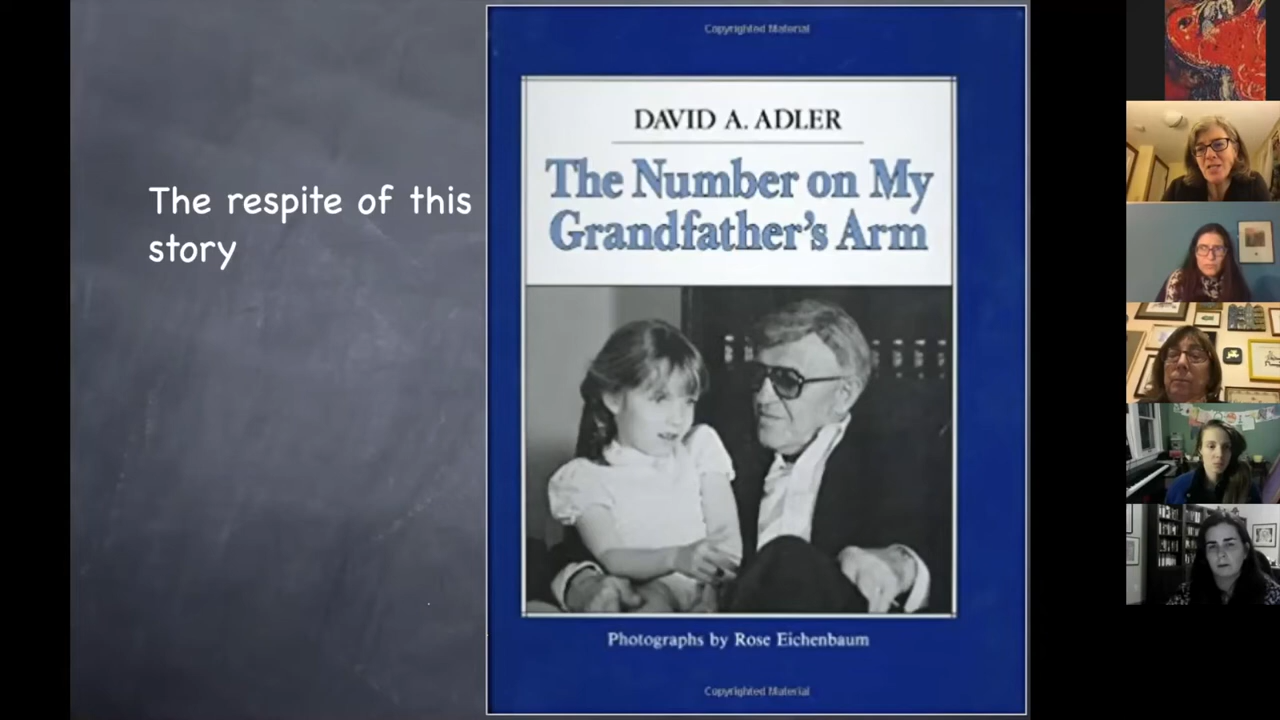 The respite of this
story
Copyrighted Material
DAVID A. ADLER
The Number on My
Grandfather's Arm
Photographs by Rose Eichenbaum
Copyrighted Material